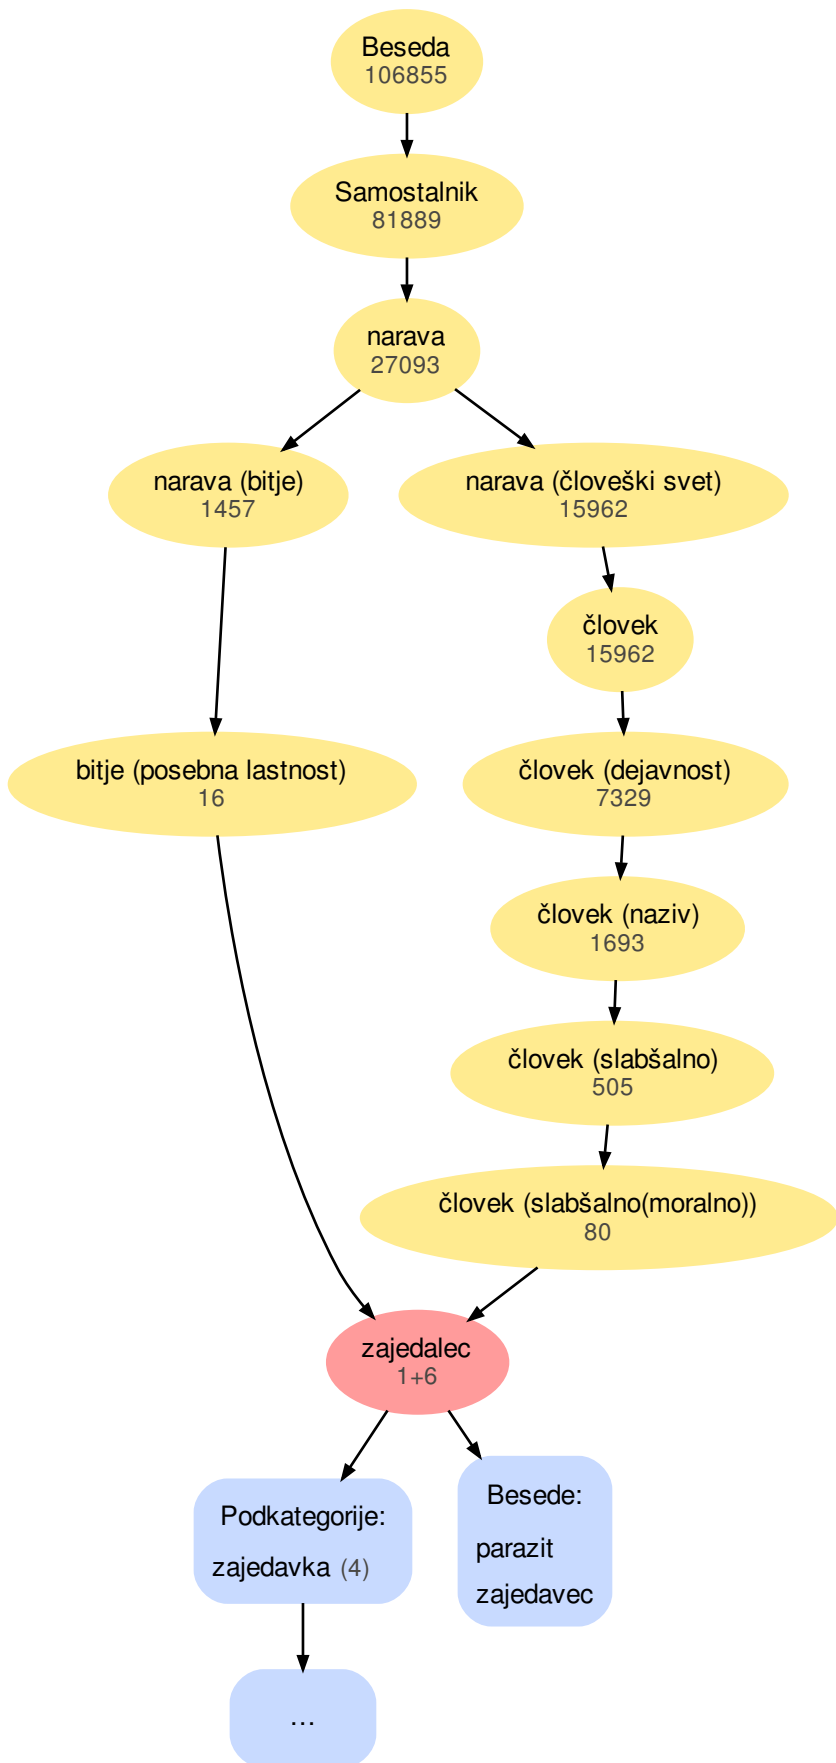 Beseda
106855
Samostalnik
81889
narava
27093
narava (bitje)
1457
narava (človeški svet)
15962
človek
15962
bitje (posebna lastnost)
16
človek (dejavnost)
7329
človek (naziv)
1693
človek (slabšalno)
505
človek (slabšalno(moralno))
80
zajedalec
1+6
Podkategorije:
zajedavka (4)
Besede:
parazit
zajedavec
...